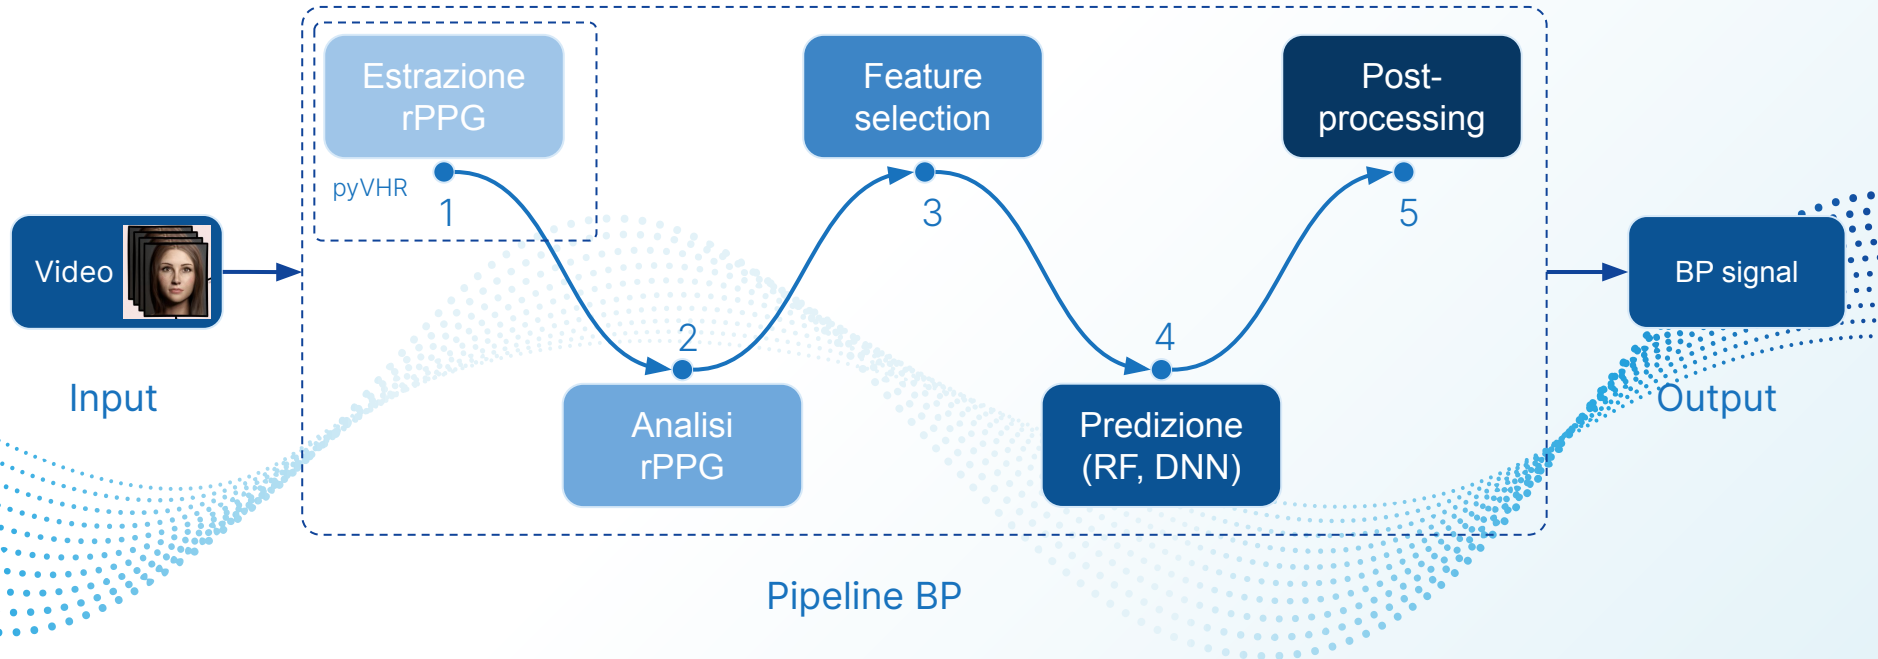 Estrazione
rPPG
pyVHR
1
Feature
selection
3
Post-
processing
5
Video
Input
2
Analisi
rPPG
4
Predizione
(RF, DNN)
BP signal
Output
Pipeline BP